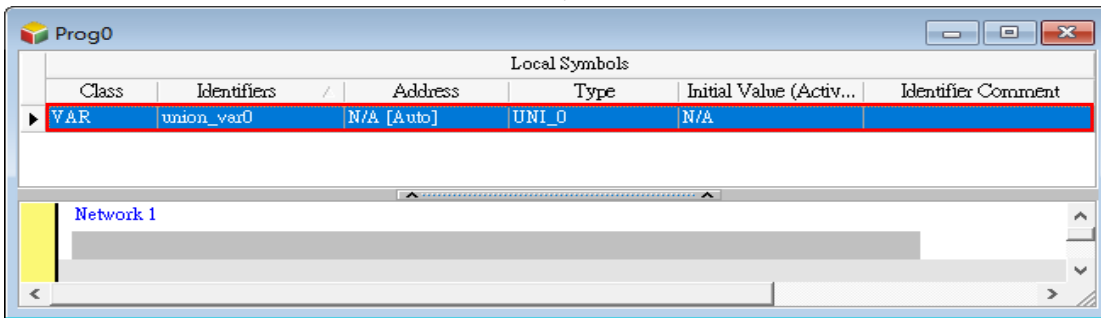 Prog0
Local Symbols
Class Identifiers Address Type Initial Value (Activ... Identifier Comment
VAR union_var0 N/A [Auto] UNI_0 N/A
Network 1